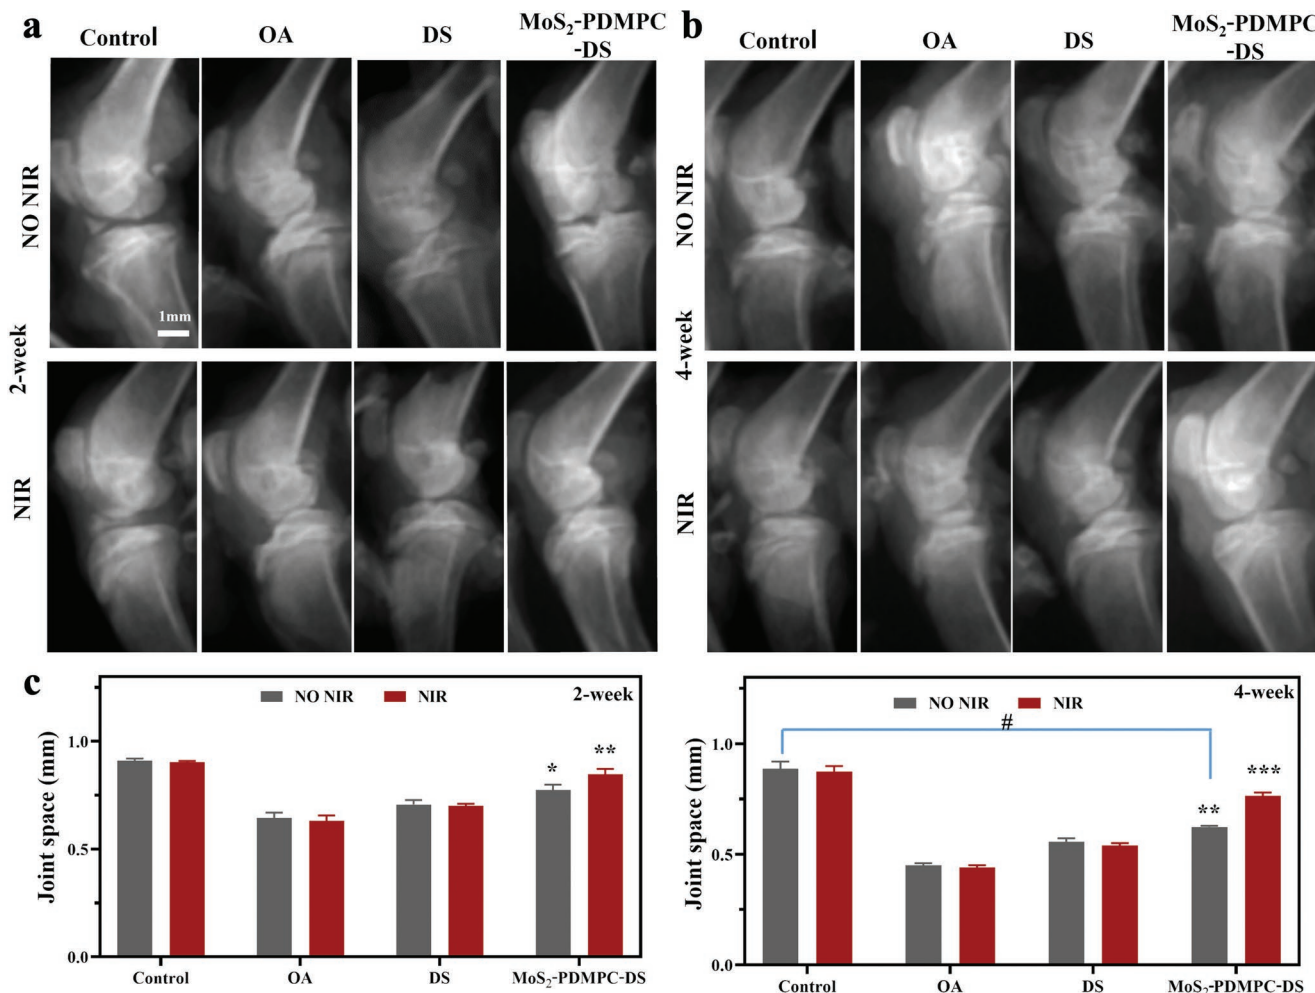 a
Control
OA
DS
MoS₂-PDMPC
-DS
NO NIR
2-week
NIR
1mm
b
Control
OA
DS
MoS₂-PDMPC
-DS
NO NIR
4-week
NIR
c
NO NIR
NIR
2-week
Joint space (mm)
1.0
0.5
0.0
*
**
Control
OA
DS
MoS₂-PDMPC-DS
NO NIR
NIR
4-week
#
Joint space (mm)
1.0
0.5
0.0
**
***
Control
OA
DS
MoS₂-PDMPC-DS